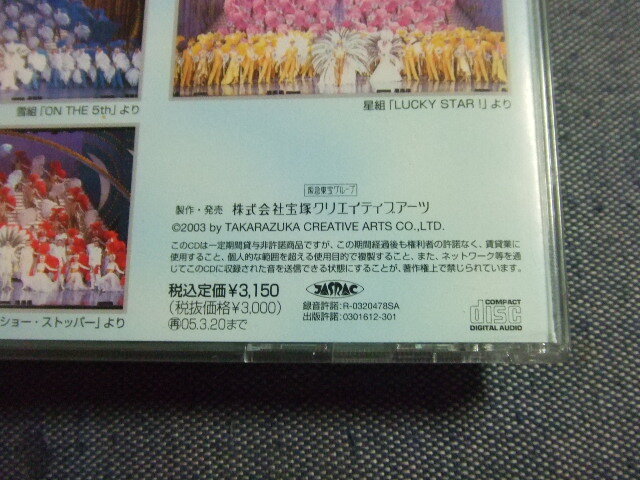 雪組「ON THE 5th」より
星組「LUCKY STAR!」より
ショー・ストッパー」より
阪急東宝グループ
製作・発売 株式会社宝塚クリエイティブアーツ
©2003 by TAKARAZUKA CREATIVE ARTS CO.,LTD.
このCDは一定期間貸与非許諾商品ですが、この期間経過後も権利者の許諾なく、賃貸業に
使用すること、個人的な範囲を超える使用目的で複製すること、また、ネットワーク等を通
じてこのCDに収録された音を送信できる状態にすることが、著作権上で禁じられています。
税込定価¥3,150
(税抜価格¥3,000)
再05.3.20まで
JASRAC
録音許諾:R-0320478SA
出版許諾:0301612-301
COMPACT
disc
DIGITAL AUDIO